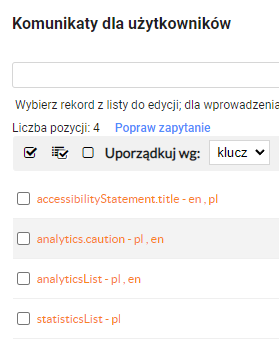 Komunikaty dla użytkowników
Wybierz rekord z listy do edycji; dla wprowadzenia
Liczba pozycji: 4 Popraw zapytanie
Uporządkuj wg: klucz
accessibilityStatement.title - en , pl
analytics.caution - pl , en
analyticsList - pl , en
statisticsList - pl